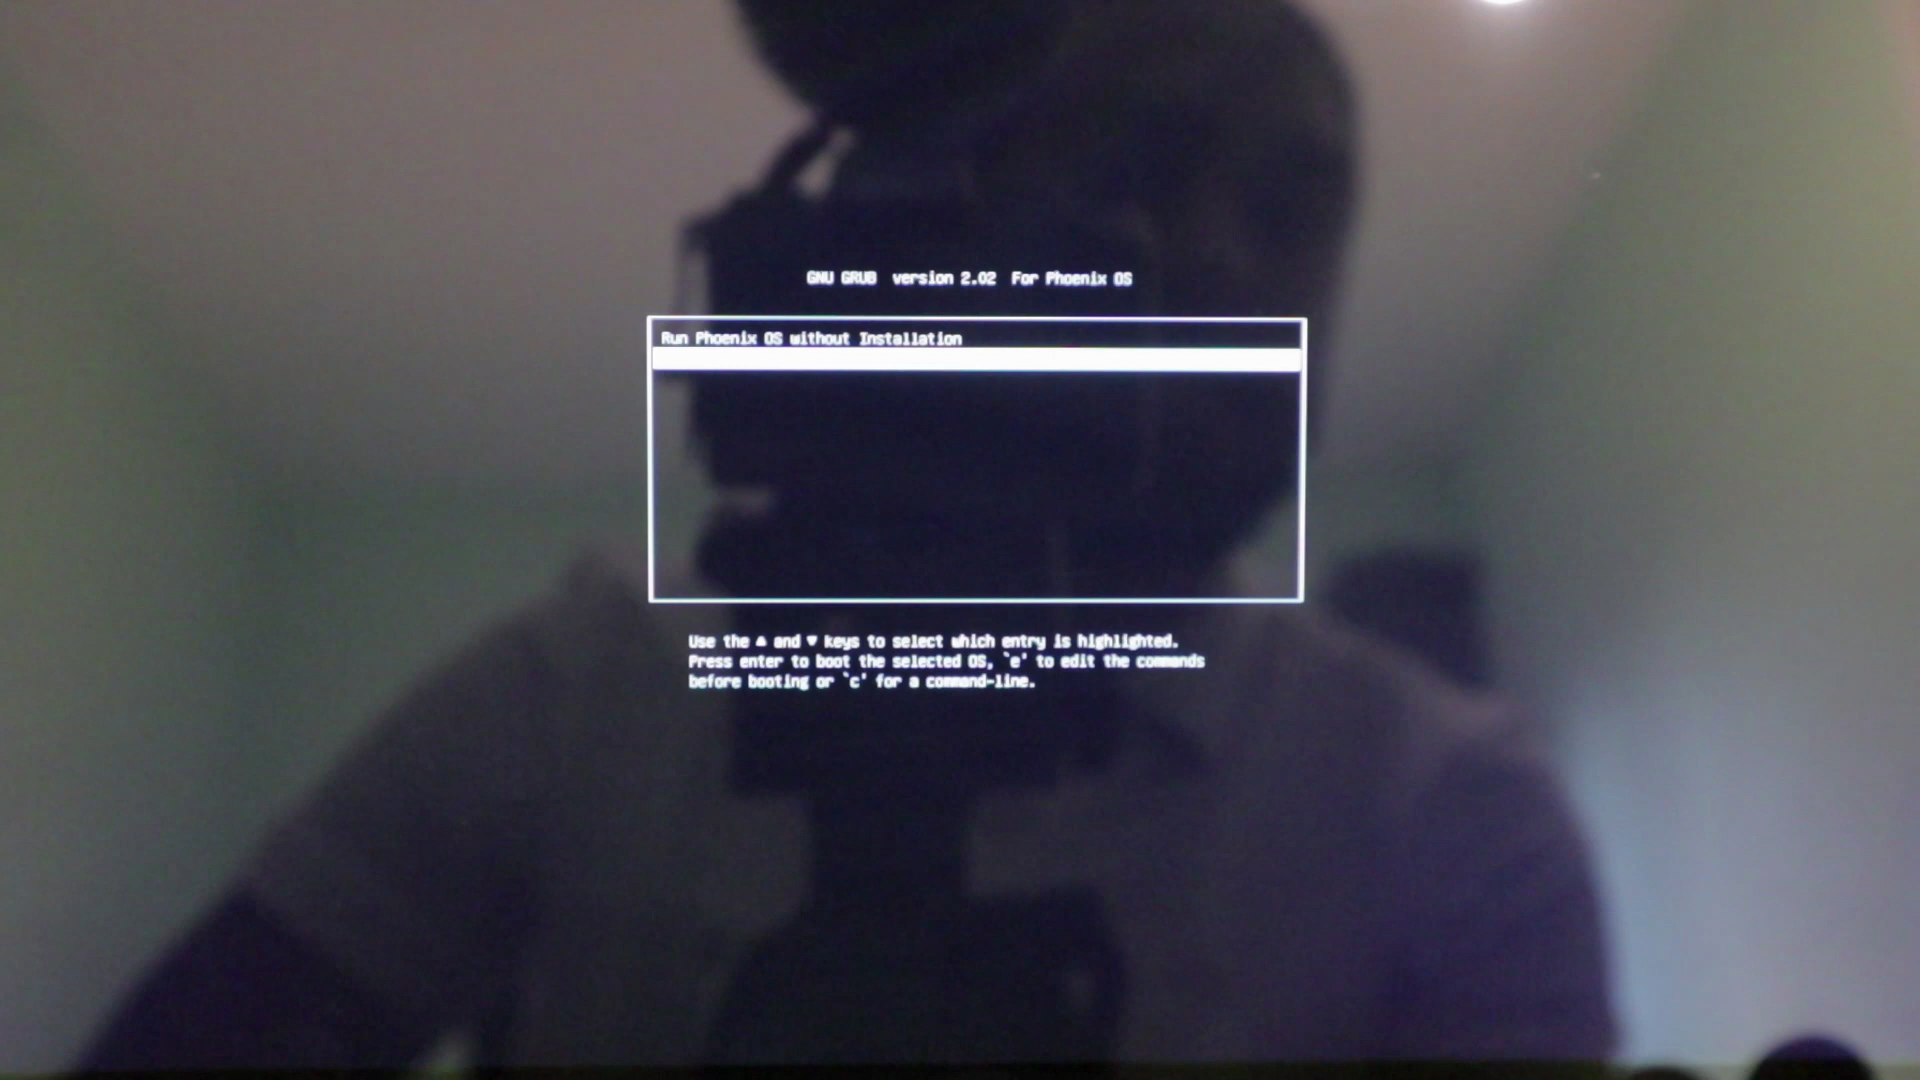 GNU GRUB version 2.02 For Phoenix OS
Run Phoenix OS without Installation
Use the ▲ and ▼ keys to select which entry is highlighted.
Press enter to boot the selected OS, `e' to edit the commands
before booting or `c' for a command-line.